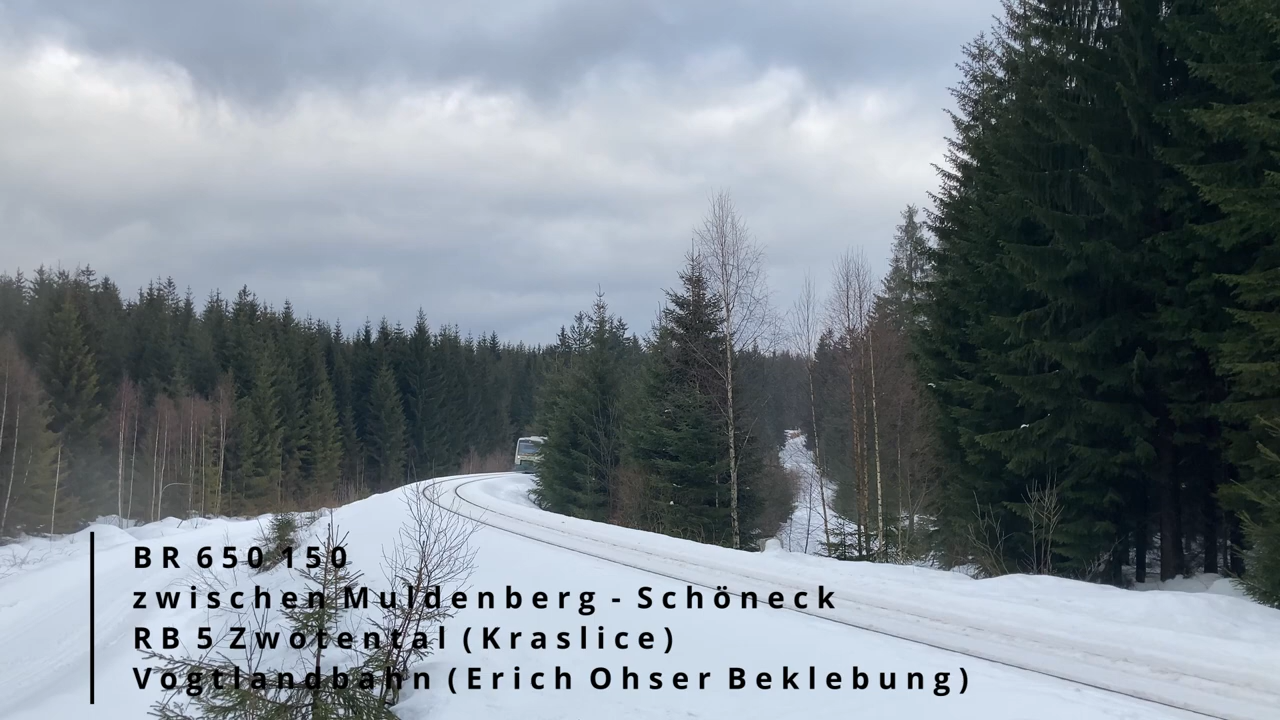 BR 650 150
zwischen Muldenberg - Schöneck
RB 5 Zwotental (Kraslice)
Vogtlandbahn (Erich Ohser Beklebung)